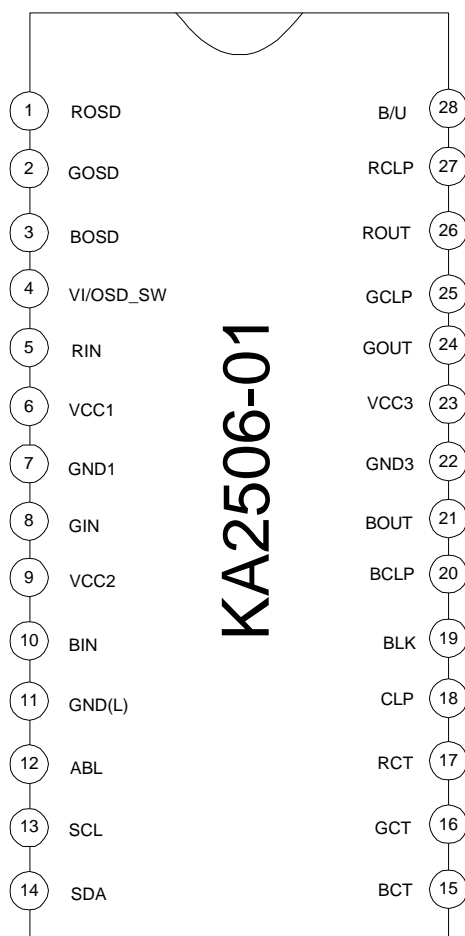 1 ROSD
2 GOSD
3 BOSD
4 VI/OSD_SW
5 RIN
6 VCC1
7 GND1
8 GIN
9 VCC2
10 BIN
11 GND(L)
12 ABL
13 SCL
14 SDA
KA2506-01
B/U 28
RCLP 27
ROUT 26
GCLP 25
GOUT 24
VCC3 23
GND3 22
BOUT 21
BCLP 20
BLK 19
CLP 18
RCT 17
GCT 16
BCT 15